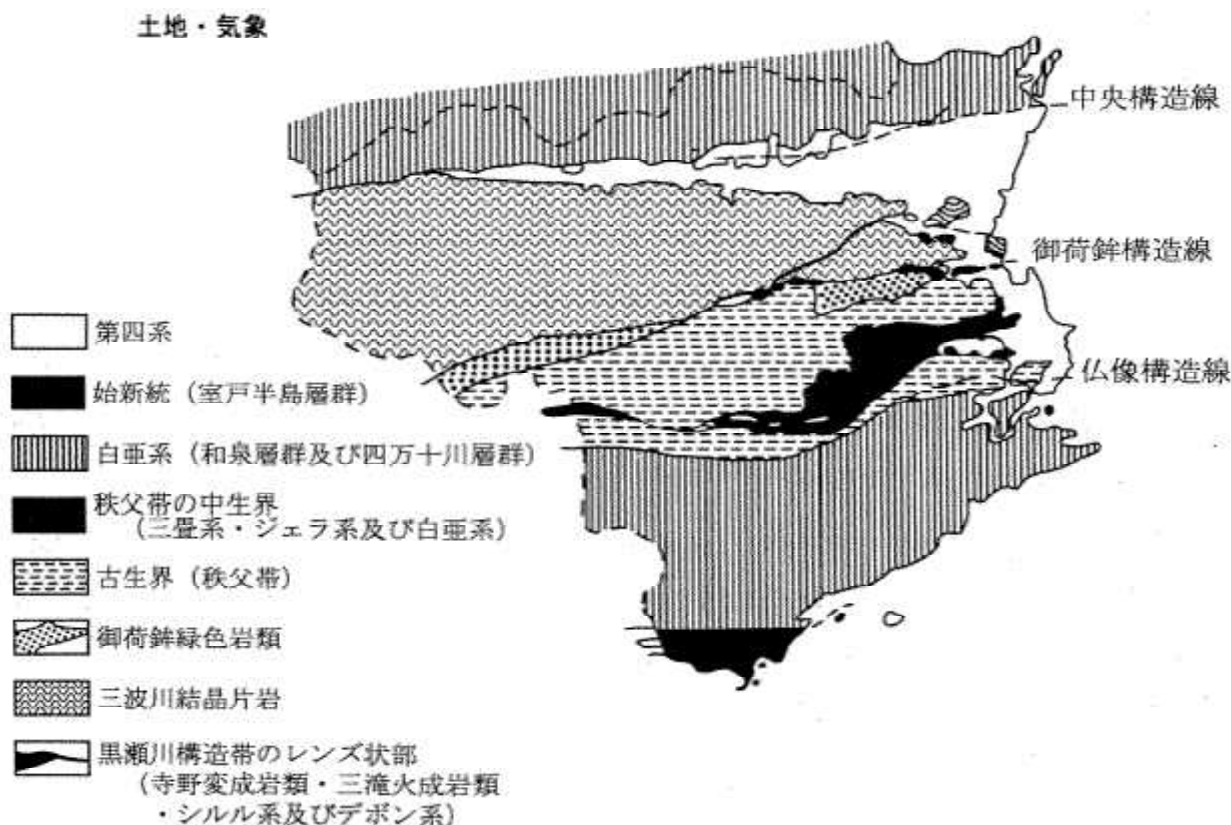 土地・気象
中央構造線
御荷鉾構造線
仏像構造線
第四系
始新統（室戸半島層群）
白亜系（和泉層群及び四万十川層群）
秩父帯の中生界
（三畳系・ジェラ系及び白亜系）
古生界（秩父帯）
御荷鉾緑色岩類
三波川結晶片岩
黒瀬川構造帯のレンズ状部
（寺野変成岩類・三滝火成岩類
・シルル系及びデボン系）